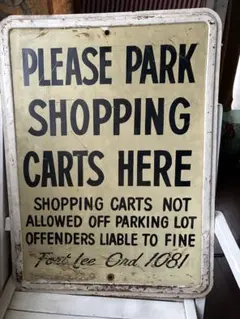 PLEASE PARK
SHOPPING
CARTS HERE
SHOPPING CARTS NOT
ALLOWED OFF PARKING LOT
OFFENDERS LIABLE TO FINE
Fort Lee Ord 1081